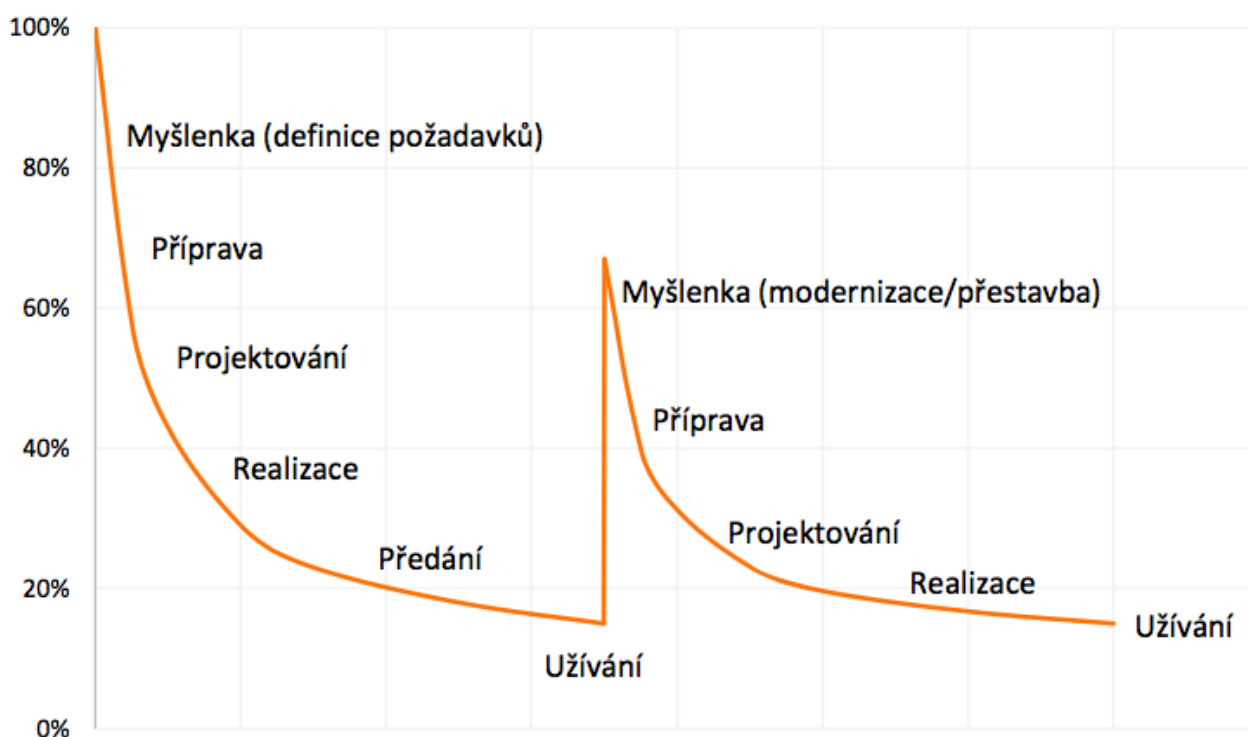 100%
Myšlenka (definice požadavků)
80%
Příprava
60%
Myšlenka (modernizace/přestavba)
Projektování
40%
Příprava
Realizace
Projektování
Předání
20%
Realizace
Užívání
Užívání
0%